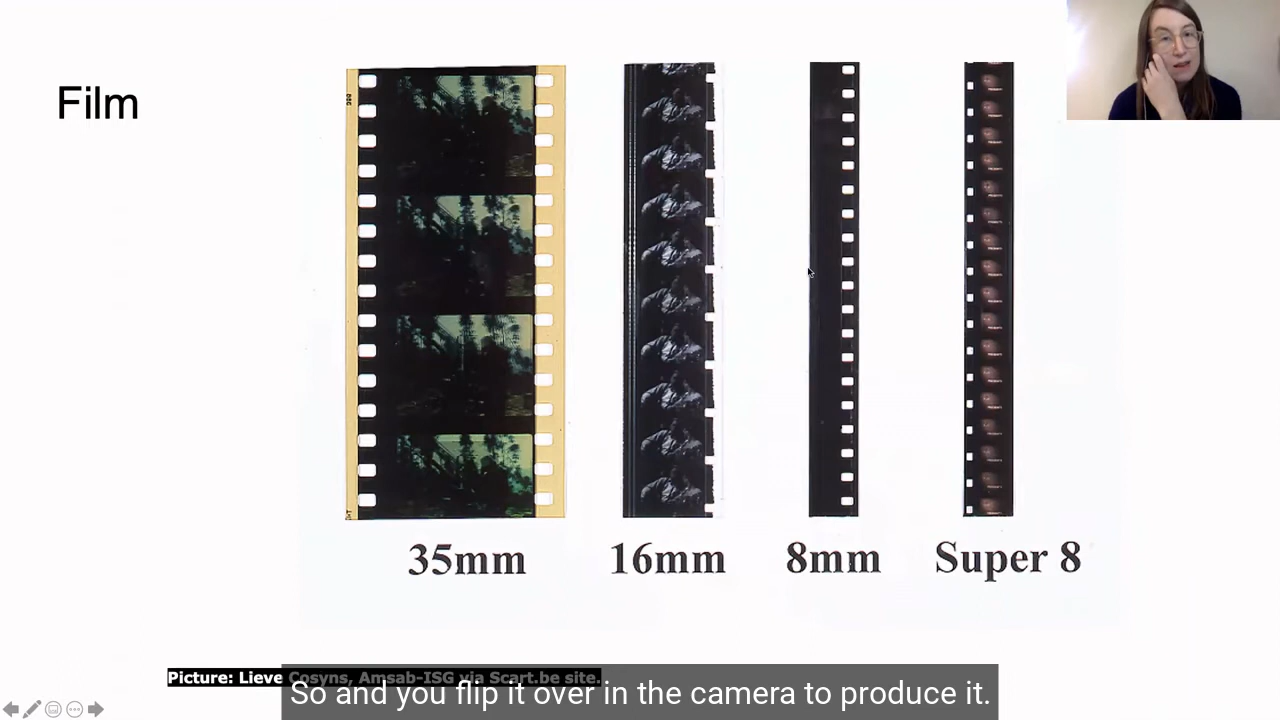 Film
35mm
16mm
8mm
Super 8
Picture: Lieve Cosyns, Amsab-ISG via Scart.be site.
So and you flip it over in the camera to produce it.